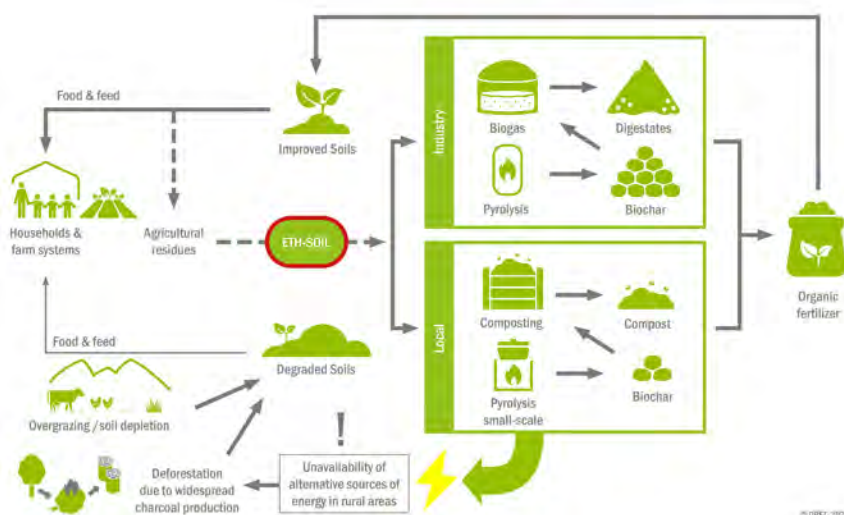 Food & feed
Improved Soils
Households &
farm systems
Agricultural
residues
ETH-SOIL
Industry
Biogas
Digestates
Pyrolysis
Biochar
Local
Composting
Compost
Pyrolysis
small-scale
Biochar
Organic
fertilizer
Food & feed
Degraded Soils
Overgrazing / soil depletion
!
Deforestation
due to widespread
charcoal production
Unavailability of
alternative sources of
energy in rural areas